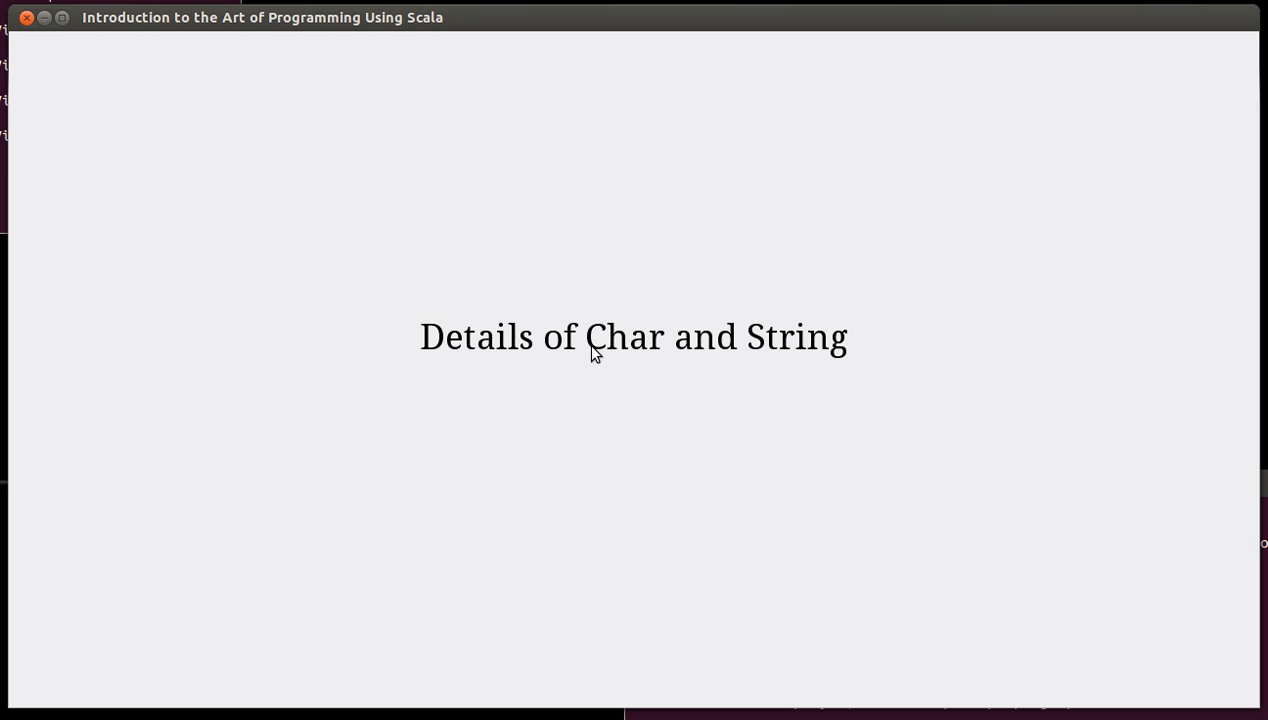 Introduction to the Art of Programming Using Scala
Details of Char and String